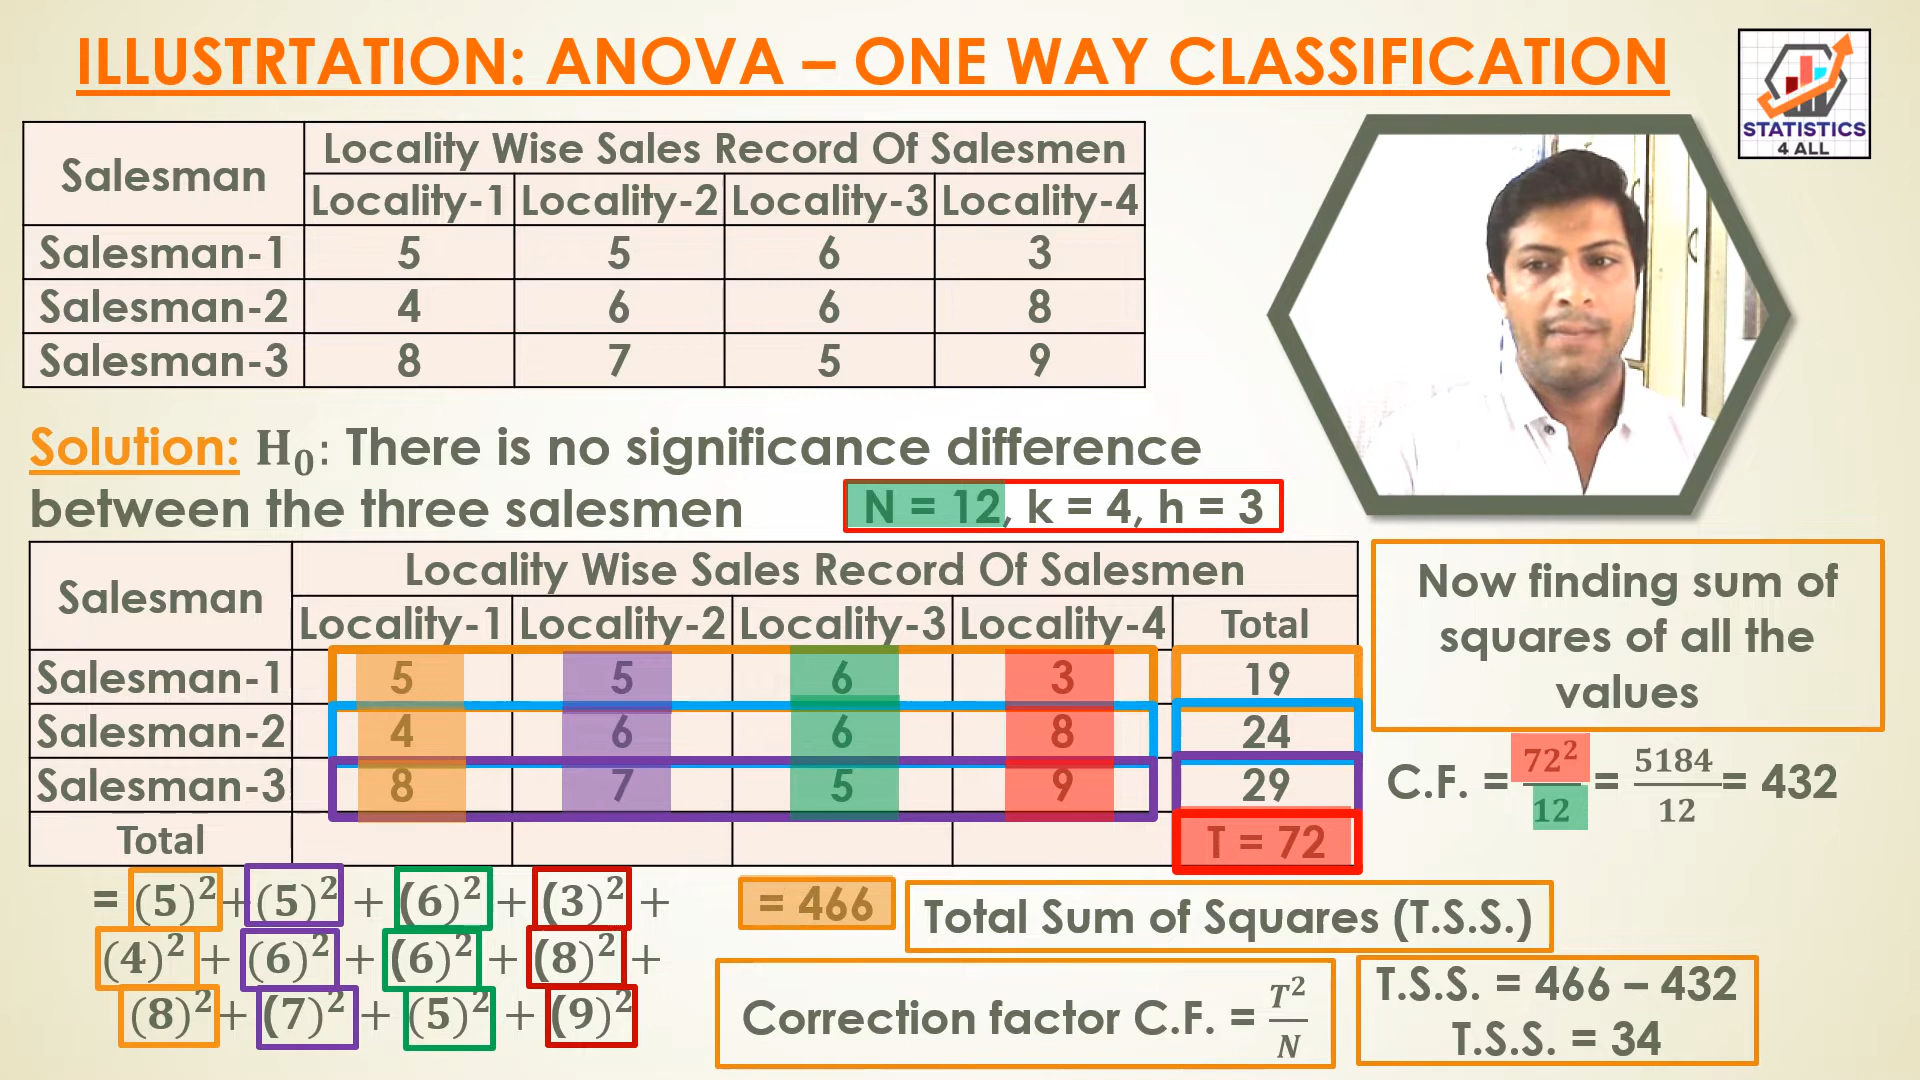 ILLUSTRTATION: ANOVA – ONE WAY CLASSIFICATION
STATISTICS
4 ALL
Salesman Locality Wise Sales Record Of Salesmen
Locality-1 Locality-2 Locality-3 Locality-4
Salesman-1 5 5 6 3
Salesman-2 4 6 6 8
Salesman-3 8 7 5 9
Solution: H₀: There is no significance difference
between the three salesmen
N = 12, k = 4, h = 3
Salesman Locality Wise Sales Record Of Salesmen
Locality-1 Locality-2 Locality-3 Locality-4 Total
Salesman-1 5 5 6 3 19
Salesman-2 4 6 6 8 24
Salesman-3 8 7 5 9 29
Total T = 72
Now finding sum of
squares of all the
values
C.F. = 72²/12 = 5184/12 = 432
= (5)² + (5)² + (6)² + (3)² +
(4)² + (6)² + (6)² + (8)² +
(8)² + (7)² + (5)² + (9)²
= 466
Total Sum of Squares (T.S.S.)
Correction factor C.F. = T²/N
T.S.S. = 466 – 432
T.S.S. = 34